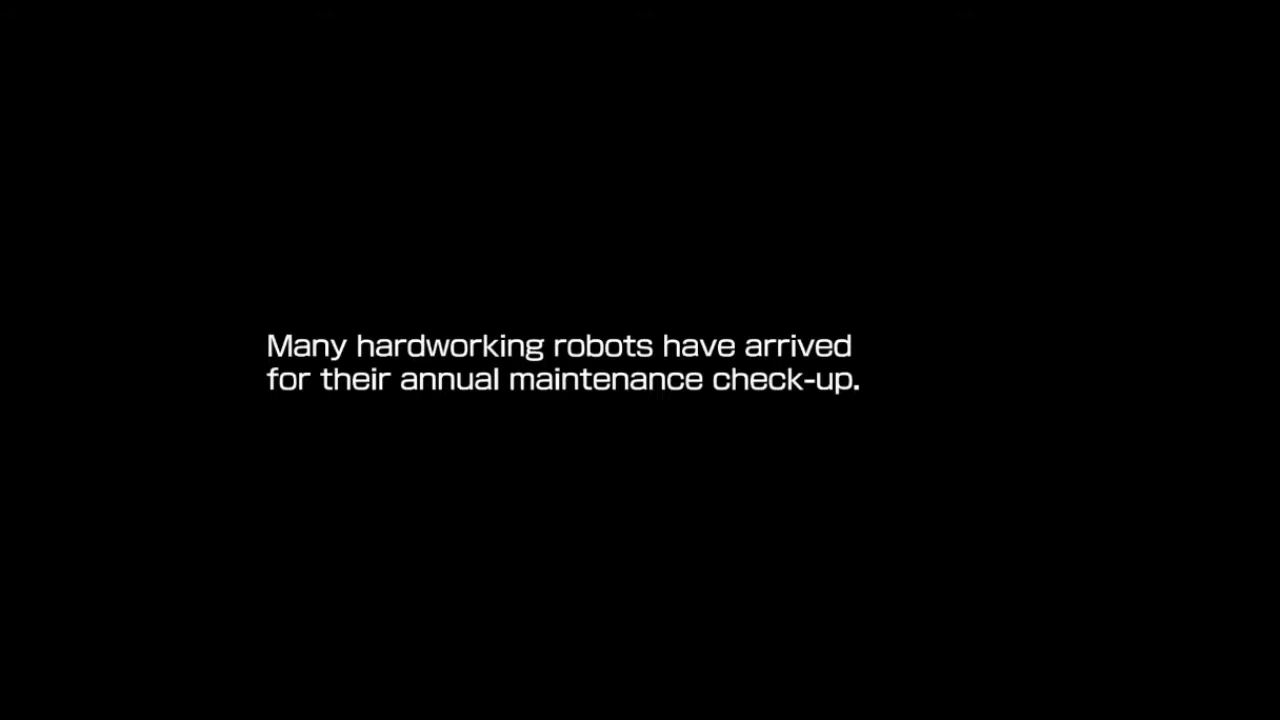 Many hardworking robots have arrived
for their annual maintenance check-up.